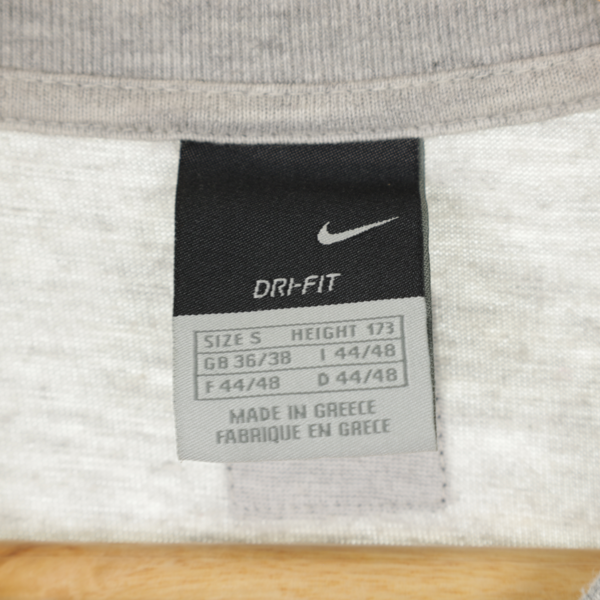 DRI-FIT
SIZE S HEIGHT 173
GB 36/38 I 44/48
F 44/48 D 44/48
MADE IN GREECE
FABRIQUE EN GRECE